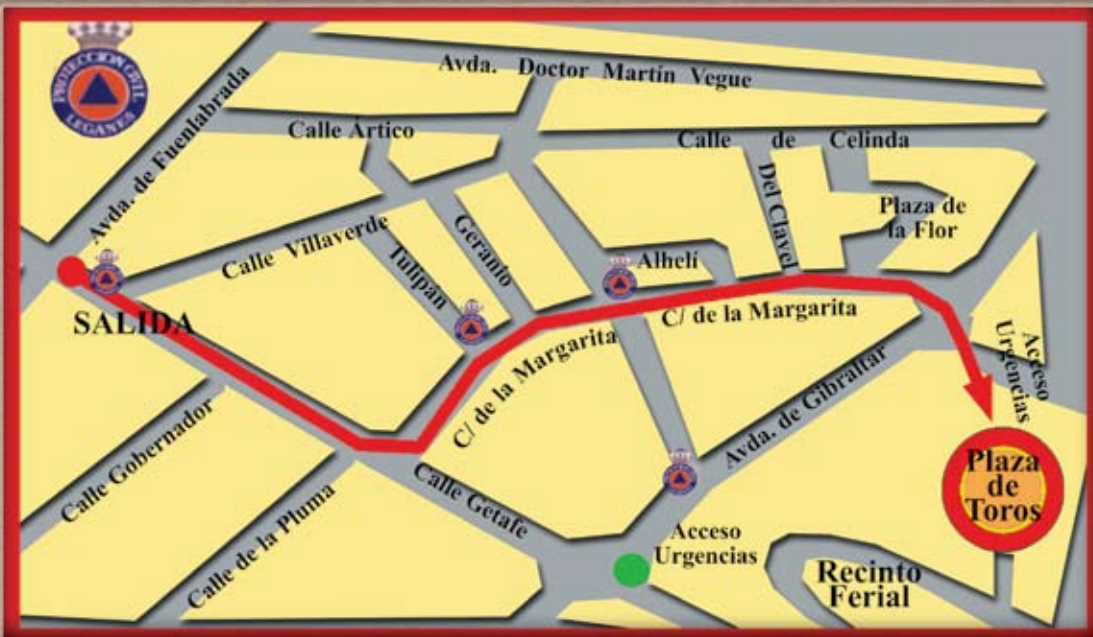 PROTECCION CIVIL
LEGANES
Avda. de Fuenlabrada
Avda. Doctor Martín Vegue
Calle Ártico
Calle de Celinda
Del Clavel
Plaza de
la Flor
Calle Villaverde
Tulipán
Geranio
Alhelí
SALIDA
C/ de la Margarita
C/ de la Margarita
Acceso
Urgencias
Avda. de Gibraltar
Calle Gobernador
Calle de la Pluma
Calle Getafe
Acceso
Urgencias
Plaza
de
Toros
Recinto
Ferial